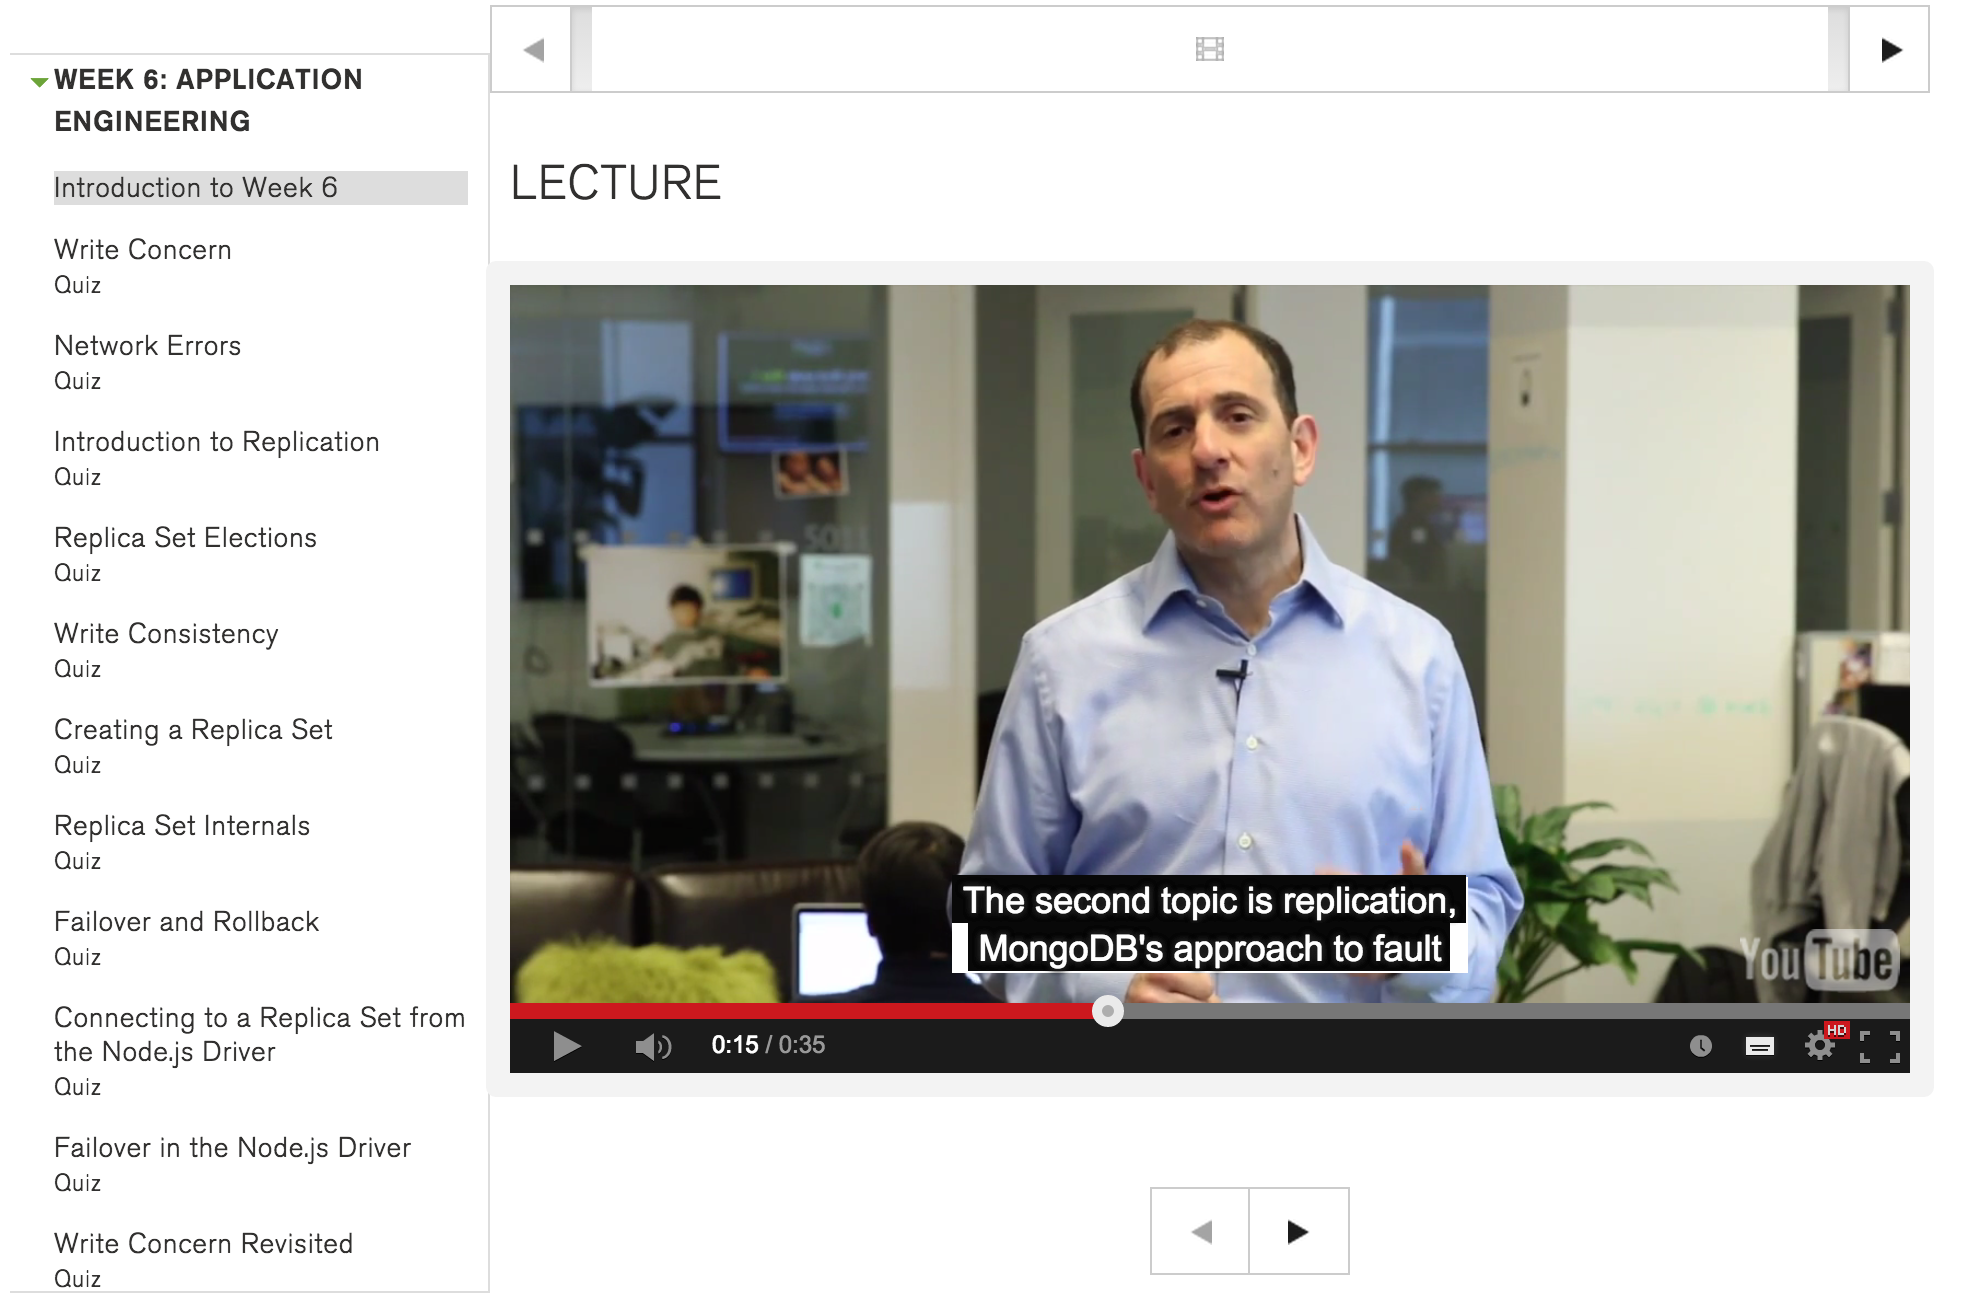 WEEK 6: APPLICATION
ENGINEERING
Introduction to Week 6
Write Concern
Quiz
Network Errors
Quiz
Introduction to Replication
Quiz
Replica Set Elections
Quiz
Write Consistency
Quiz
Creating a Replica Set
Quiz
Replica Set Internals
Quiz
Failover and Rollback
Quiz
Connecting to a Replica Set from
the Node.js Driver
Quiz
Failover in the Node.js Driver
Quiz
Write Concern Revisited
Quiz
LECTURE
The second topic is replication,
MongoDB's approach to fault
YouTube
0:15 / 0:35
HD